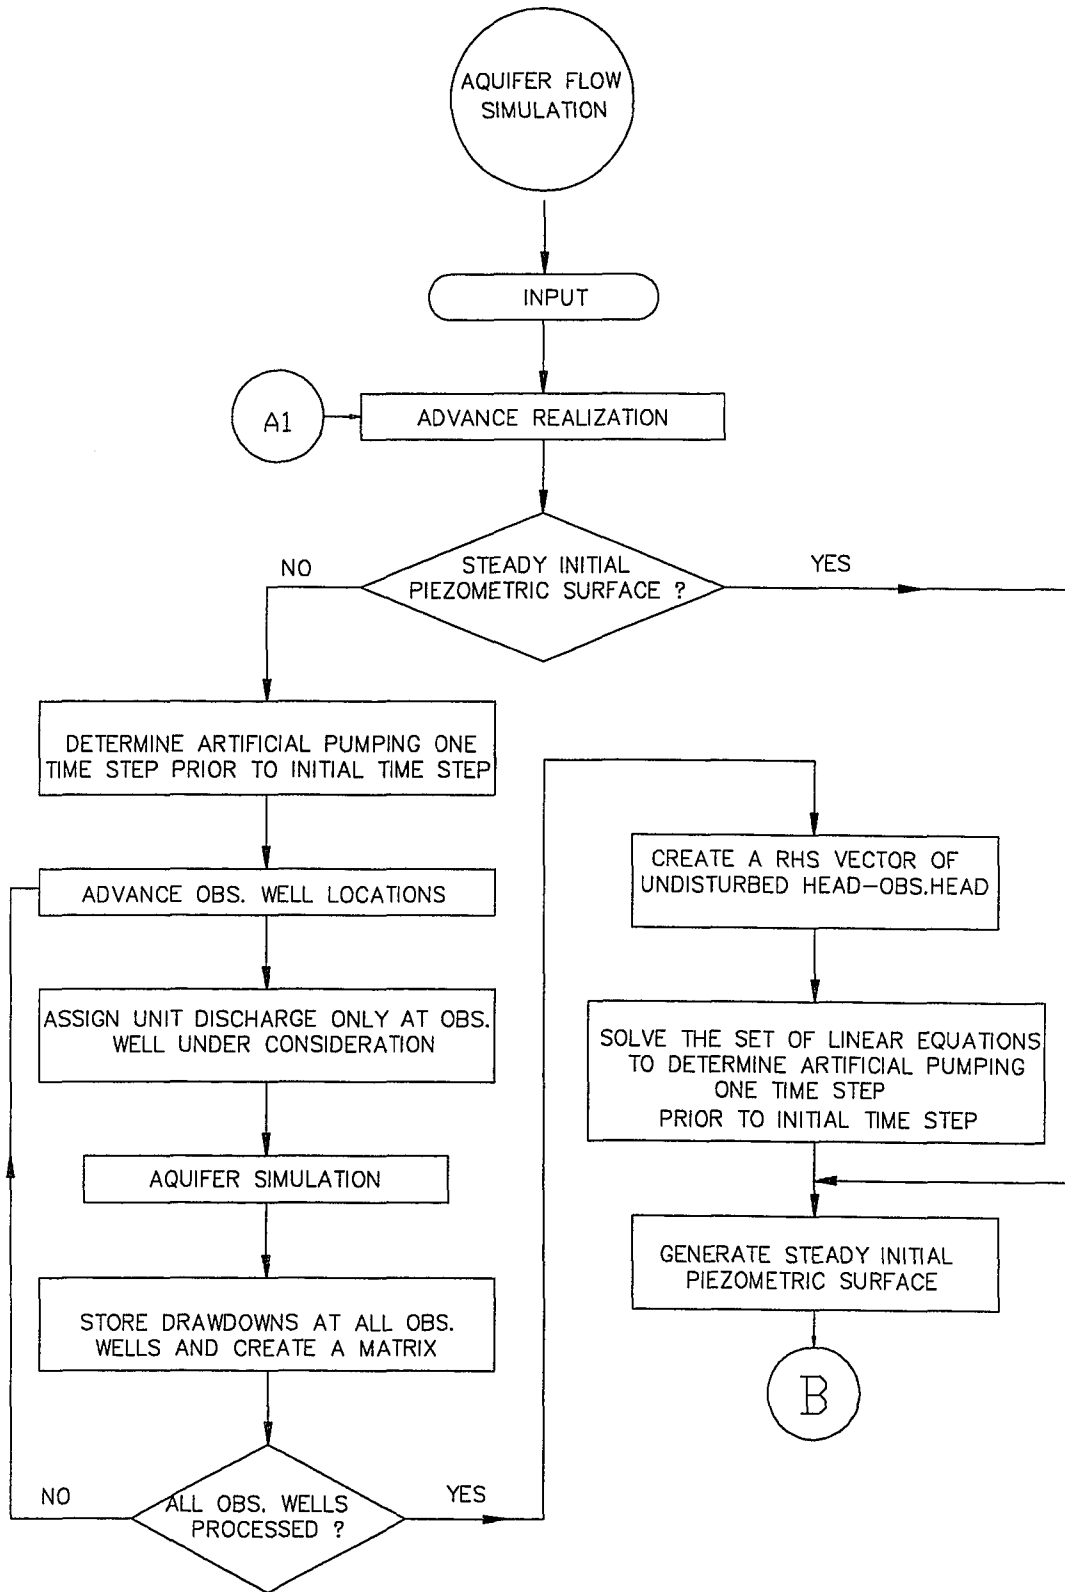 AQUIFER FLOW
SIMULATION
INPUT
A1
ADVANCE REALIZATION
STEADY INITIAL
PIEZOMETRIC SURFACE ?
NO
YES
DETERMINE ARTIFICIAL PUMPING ONE
TIME STEP PRIOR TO INITIAL TIME STEP
ADVANCE OBS. WELL LOCATIONS
ASSIGN UNIT DISCHARGE ONLY AT OBS.
WELL UNDER CONSIDERATION
AQUIFER SIMULATION
STORE DRAWDOWNS AT ALL OBS.
WELLS AND CREATE A MATRIX
ALL OBS. WELLS
PROCESSED ?
NO
YES
CREATE A RHS VECTOR OF
UNDISTURBED HEAD-OBS.HEAD
SOLVE THE SET OF LINEAR EQUATIONS
TO DETERMINE ARTIFICIAL PUMPING
ONE TIME STEP
PRIOR TO INITIAL TIME STEP
GENERATE STEADY INITIAL
PIEZOMETRIC SURFACE
B